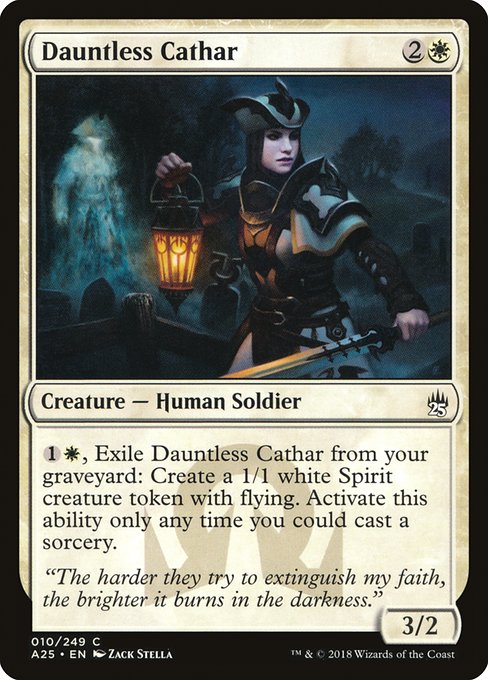 Dauntless Cathar 2
Creature — Human Soldier
25
1, Exile Dauntless Cathar from your
graveyard: Create a 1/1 white Spirit
creature token with flying. Activate this
ability only any time you could cast a
sorcery.
“The harder they try to extinguish my faith,
the brighter it burns in the darkness.”
3/2
010/249 C
A25 • EN Zack Stella
™ & © 2018 Wizards of the Coast